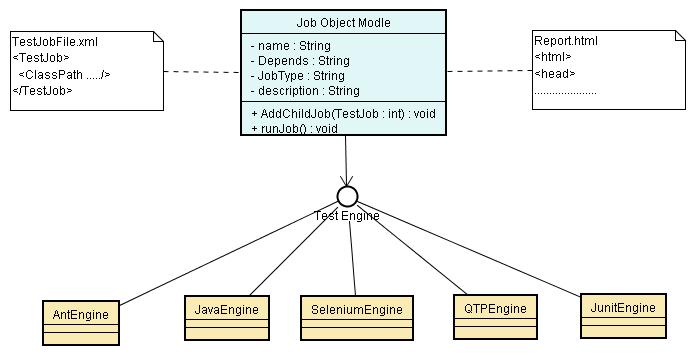 Job Object Modle
TestJobFile.xml
<TestJob>
<ClassPath ...../>
</TestJob>
- name : String
- Depends : String
- JobType : String
- description : String
+ AddChildJob(TestJob : int) : void
+ runJob() : void
Report.html
<html>
<head>
.....................
Test Engine
AntEngine
JavaEngine
SeleniumEngine
QTPEngine
JunitEngine